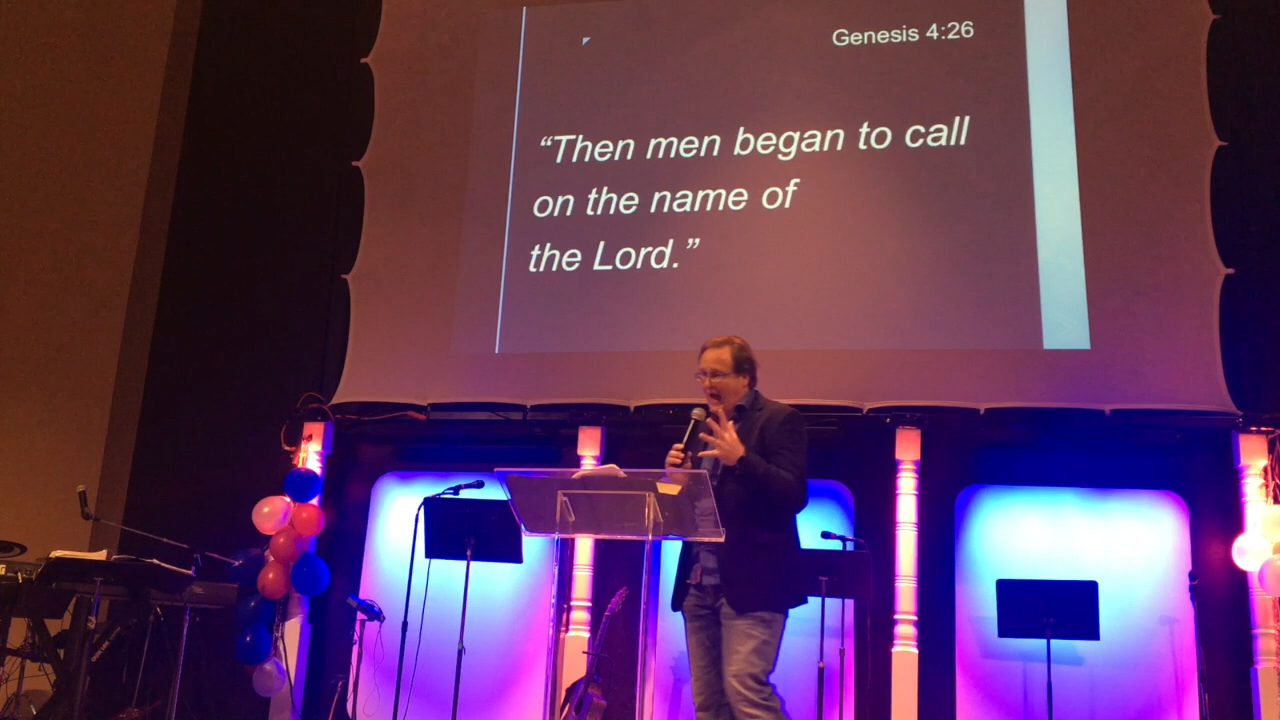 Genesis 4:26
“Then men began to call
on the name of
the Lord.”